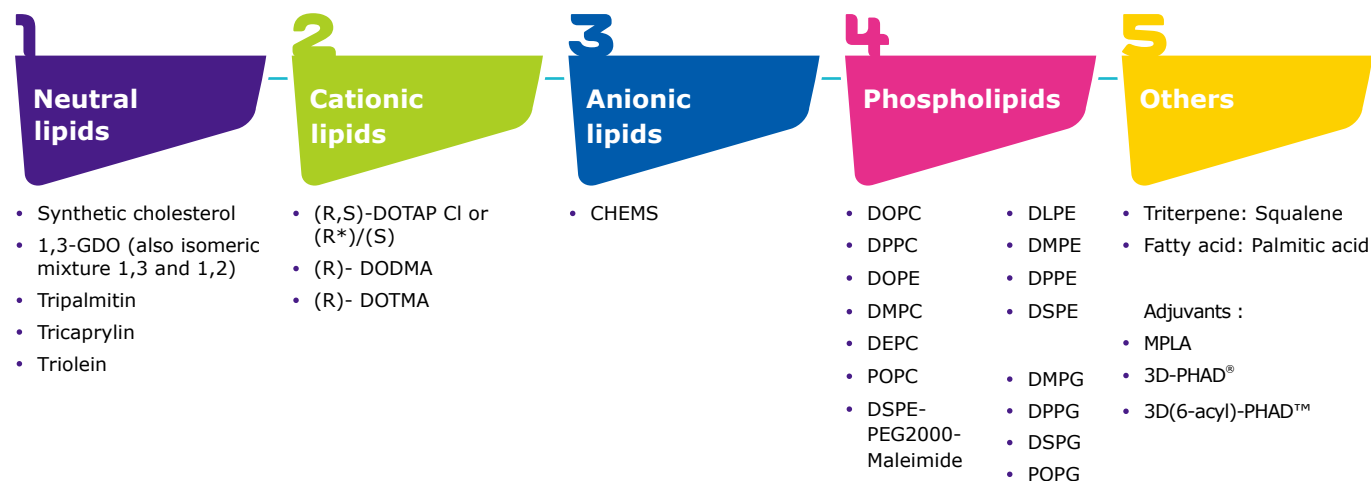 1
Neutral
lipids
• Synthetic cholesterol
• 1,3-GDO (also isomeric
mixture 1,3 and 1,2)
• Tripalmitin
• Tricaprylin
• Triolein
2
Cationic
lipids
• (R,S)-DOTAP Cl or
(R*)/(S)
• (R)- DODMA
• (R)- DOTMA
3
Anionic
lipids
• CHEMS
4
Phospholipids
• DOPC
• DPPC
• DOPE
• DMPC
• DEPC
• POPC
• DSPE-
PEG2000-
Maleimide
• DLPE
• DMPE
• DPPE
• DSPE
• DMPG
• DPPG
• DSPG
• POPG
5
Others
• Triterpene: Squalene
• Fatty acid: Palmitic acid
Adjuvants :
• MPLA
• 3D-PHAD®
• 3D(6-acyl)-PHAD™